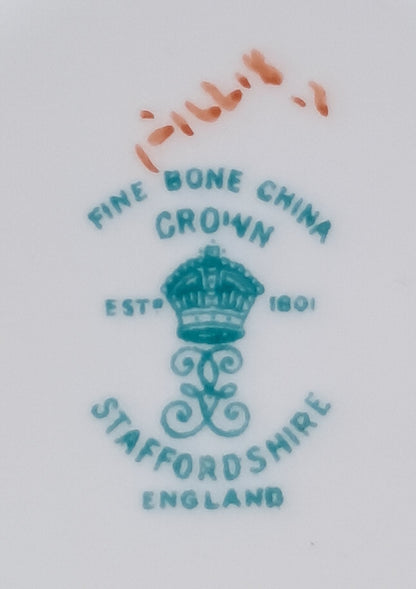 FINE BONE CHINA
CROWN
ESTD 1801
STAFFORDSHIRE
ENGLAND